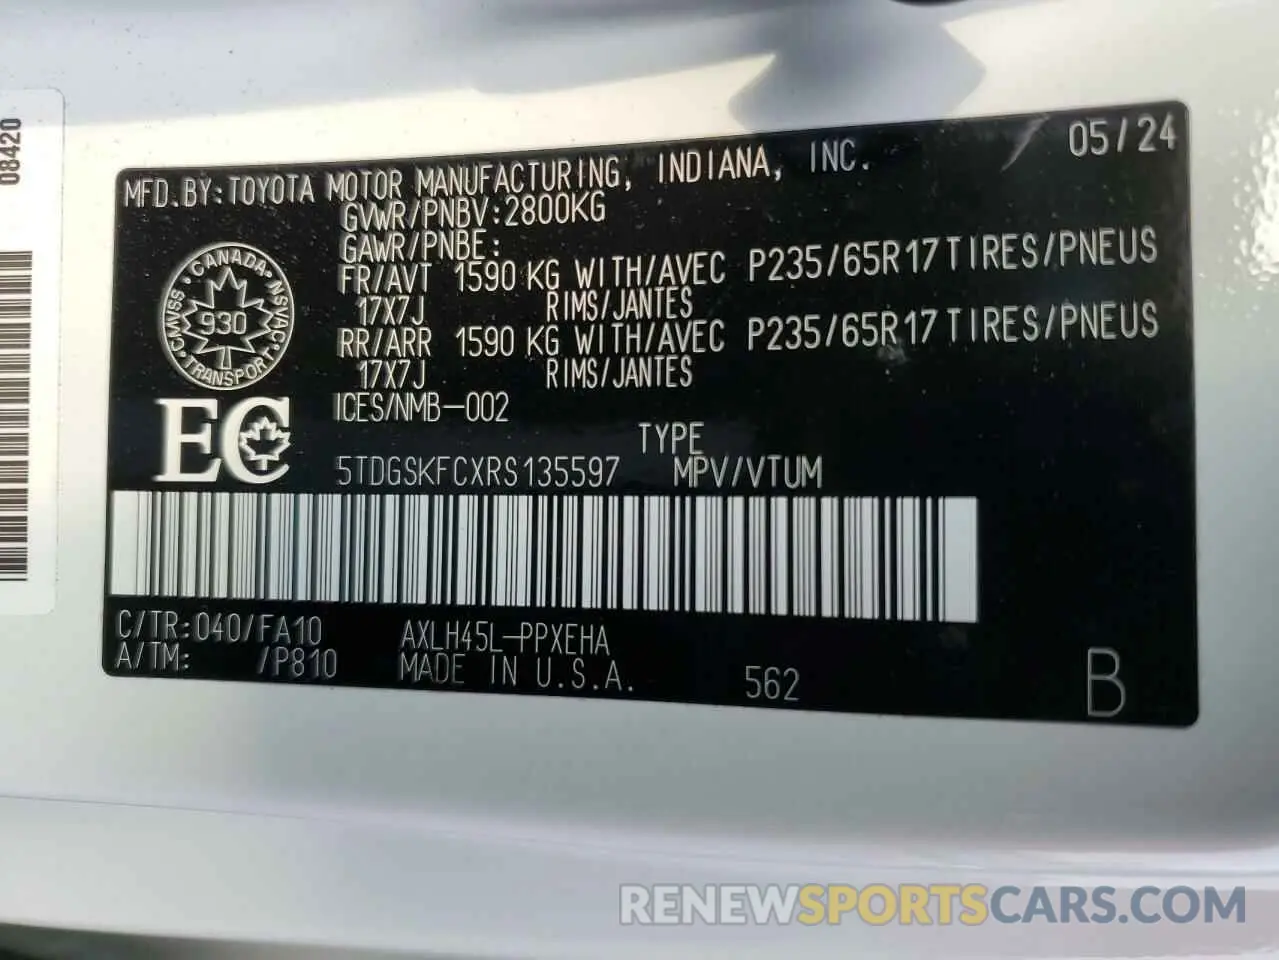 08420
MFD.BY:TOYOTA MOTOR MANUFACTURING, INDIANA, INC. 05/24
GVWR/PNBV:2800KG
GAWR/PNBE:
FR/AVT 1590 KG WITH/AVEC P235/65R17 TIRES/PNEUS
17X7J RIMS/JANTES
RR/ARR 1590 KG WITH/AVEC P235/65R17 TIRES/PNEUS
17X7J RIMS/JANTES
CANADA
NSVAC
TRANSPORT
CMVSS
930
ICES/NMB-002
EC
TYPE
5TDGSKFCXRS135597 MPV/VTUM
C/TR:040/FA10 AXLH45L-PPXEHA
A/TM: /P810 MADE IN U.S.A. 562 B
RENEWSPORTSCARS.COM